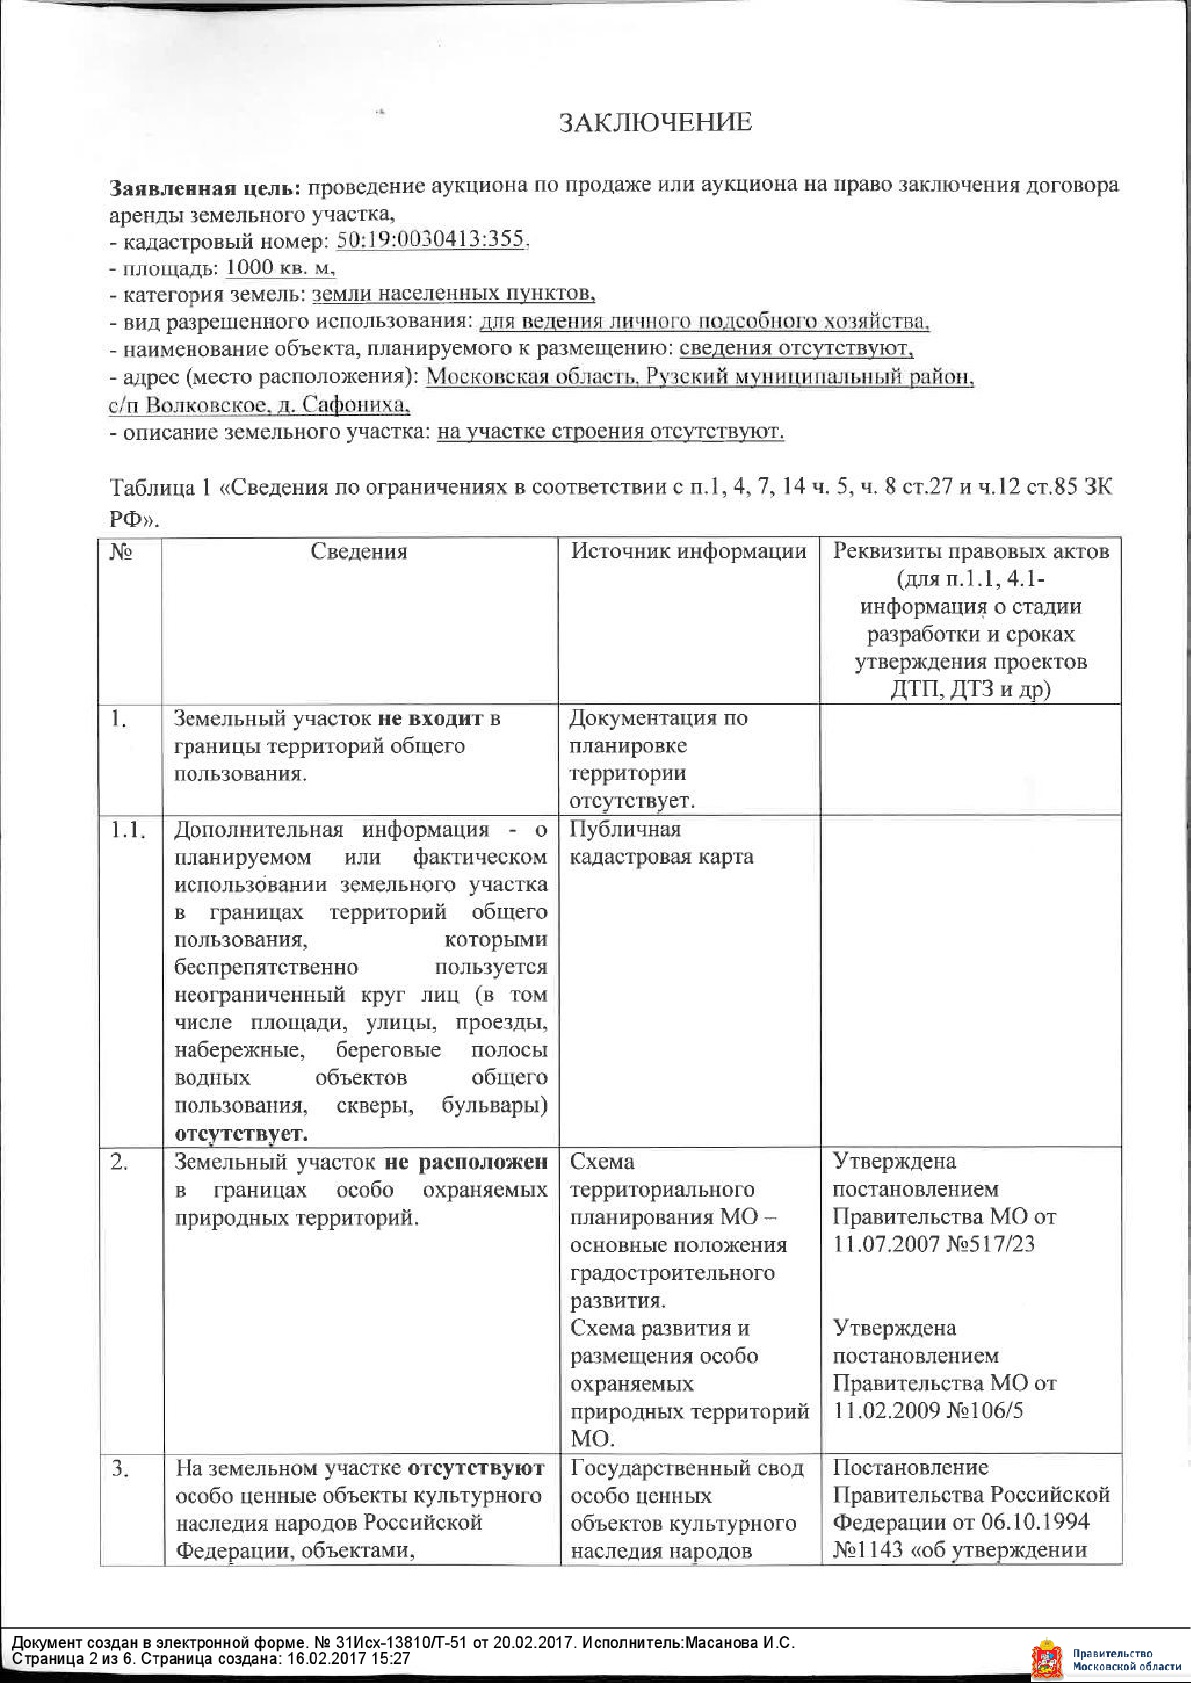 ЗАКЛЮЧЕНИЕ
Заявленная цель: проведение аукциона по продаже или аукциона на право заключения договора
аренды земельного участка,
- кадастровый номер: 50:19:0030413:355,
- площадь: 1000 кв. м,
- категория земель: земли населенных пунктов,
- вид разрешенного использования: для ведения личного подсобного хозяйства,
- наименование объекта, планируемого к размещению: сведения отсутствуют,
- адрес (место расположения): Московская область, Рузский муниципальный район,
с/п Волковское, д. Сафониха,
- описание земельного участка: на участке строения отсутствуют.
Таблица 1 «Сведения по ограничениях в соответствии с п.1, 4, 7, 14 ч. 5, ч. 8 ст.27 и ч.12 ст.85 ЗК
РФ».
№
Сведения
Источник информации
Реквизиты правовых актов
(для п.1.1, 4.1-
информация о стадии
разработки и сроках
утверждения проектов
ДТП, ДТЗ и др)
1.
Земельный участок не входит в
границы территорий общего
пользования.
Документация по
планировке
территории
отсутствует.
1.1.
Дополнительная информация - о
планируемом или фактическом
использовании земельного участка
в границах территорий общего
пользования, которыми
беспрепятственно пользуется
неограниченный круг лиц (в том
числе площади, улицы, проезды,
набережные, береговые полосы
водных объектов общего
пользования, скверы, бульвары)
отсутствует.
Публичная
кадастровая карта
2.
Земельный участок не расположен
в границах особо охраняемых
природных территорий.
Схема
территориального
планирования МО –
основные положения
градостроительного
развития.
Схема развития и
размещения особо
охраняемых
природных территорий
МО.
Утверждена
постановлением
Правительства МО от
11.07.2007 №517/23
Утверждена
постановлением
Правительства МО от
11.02.2009 №106/5
3.
На земельном участке отсутствуют
особо ценные объекты культурного
наследия народов Российской
Федерации, объектами,
Государственный свод
особо ценных
объектов культурного
наследия народов
Постановление
Правительства Российской
Федерации от 06.10.1994
№1143 «об утверждении
Документ создан в электронной форме. № 31Исх-13810/Т-51 от 20.02.2017. Исполнитель:Масанова И.С.
Страница 2 из 6. Страница создана: 16.02.2017 15:27
Правительство
Московской области